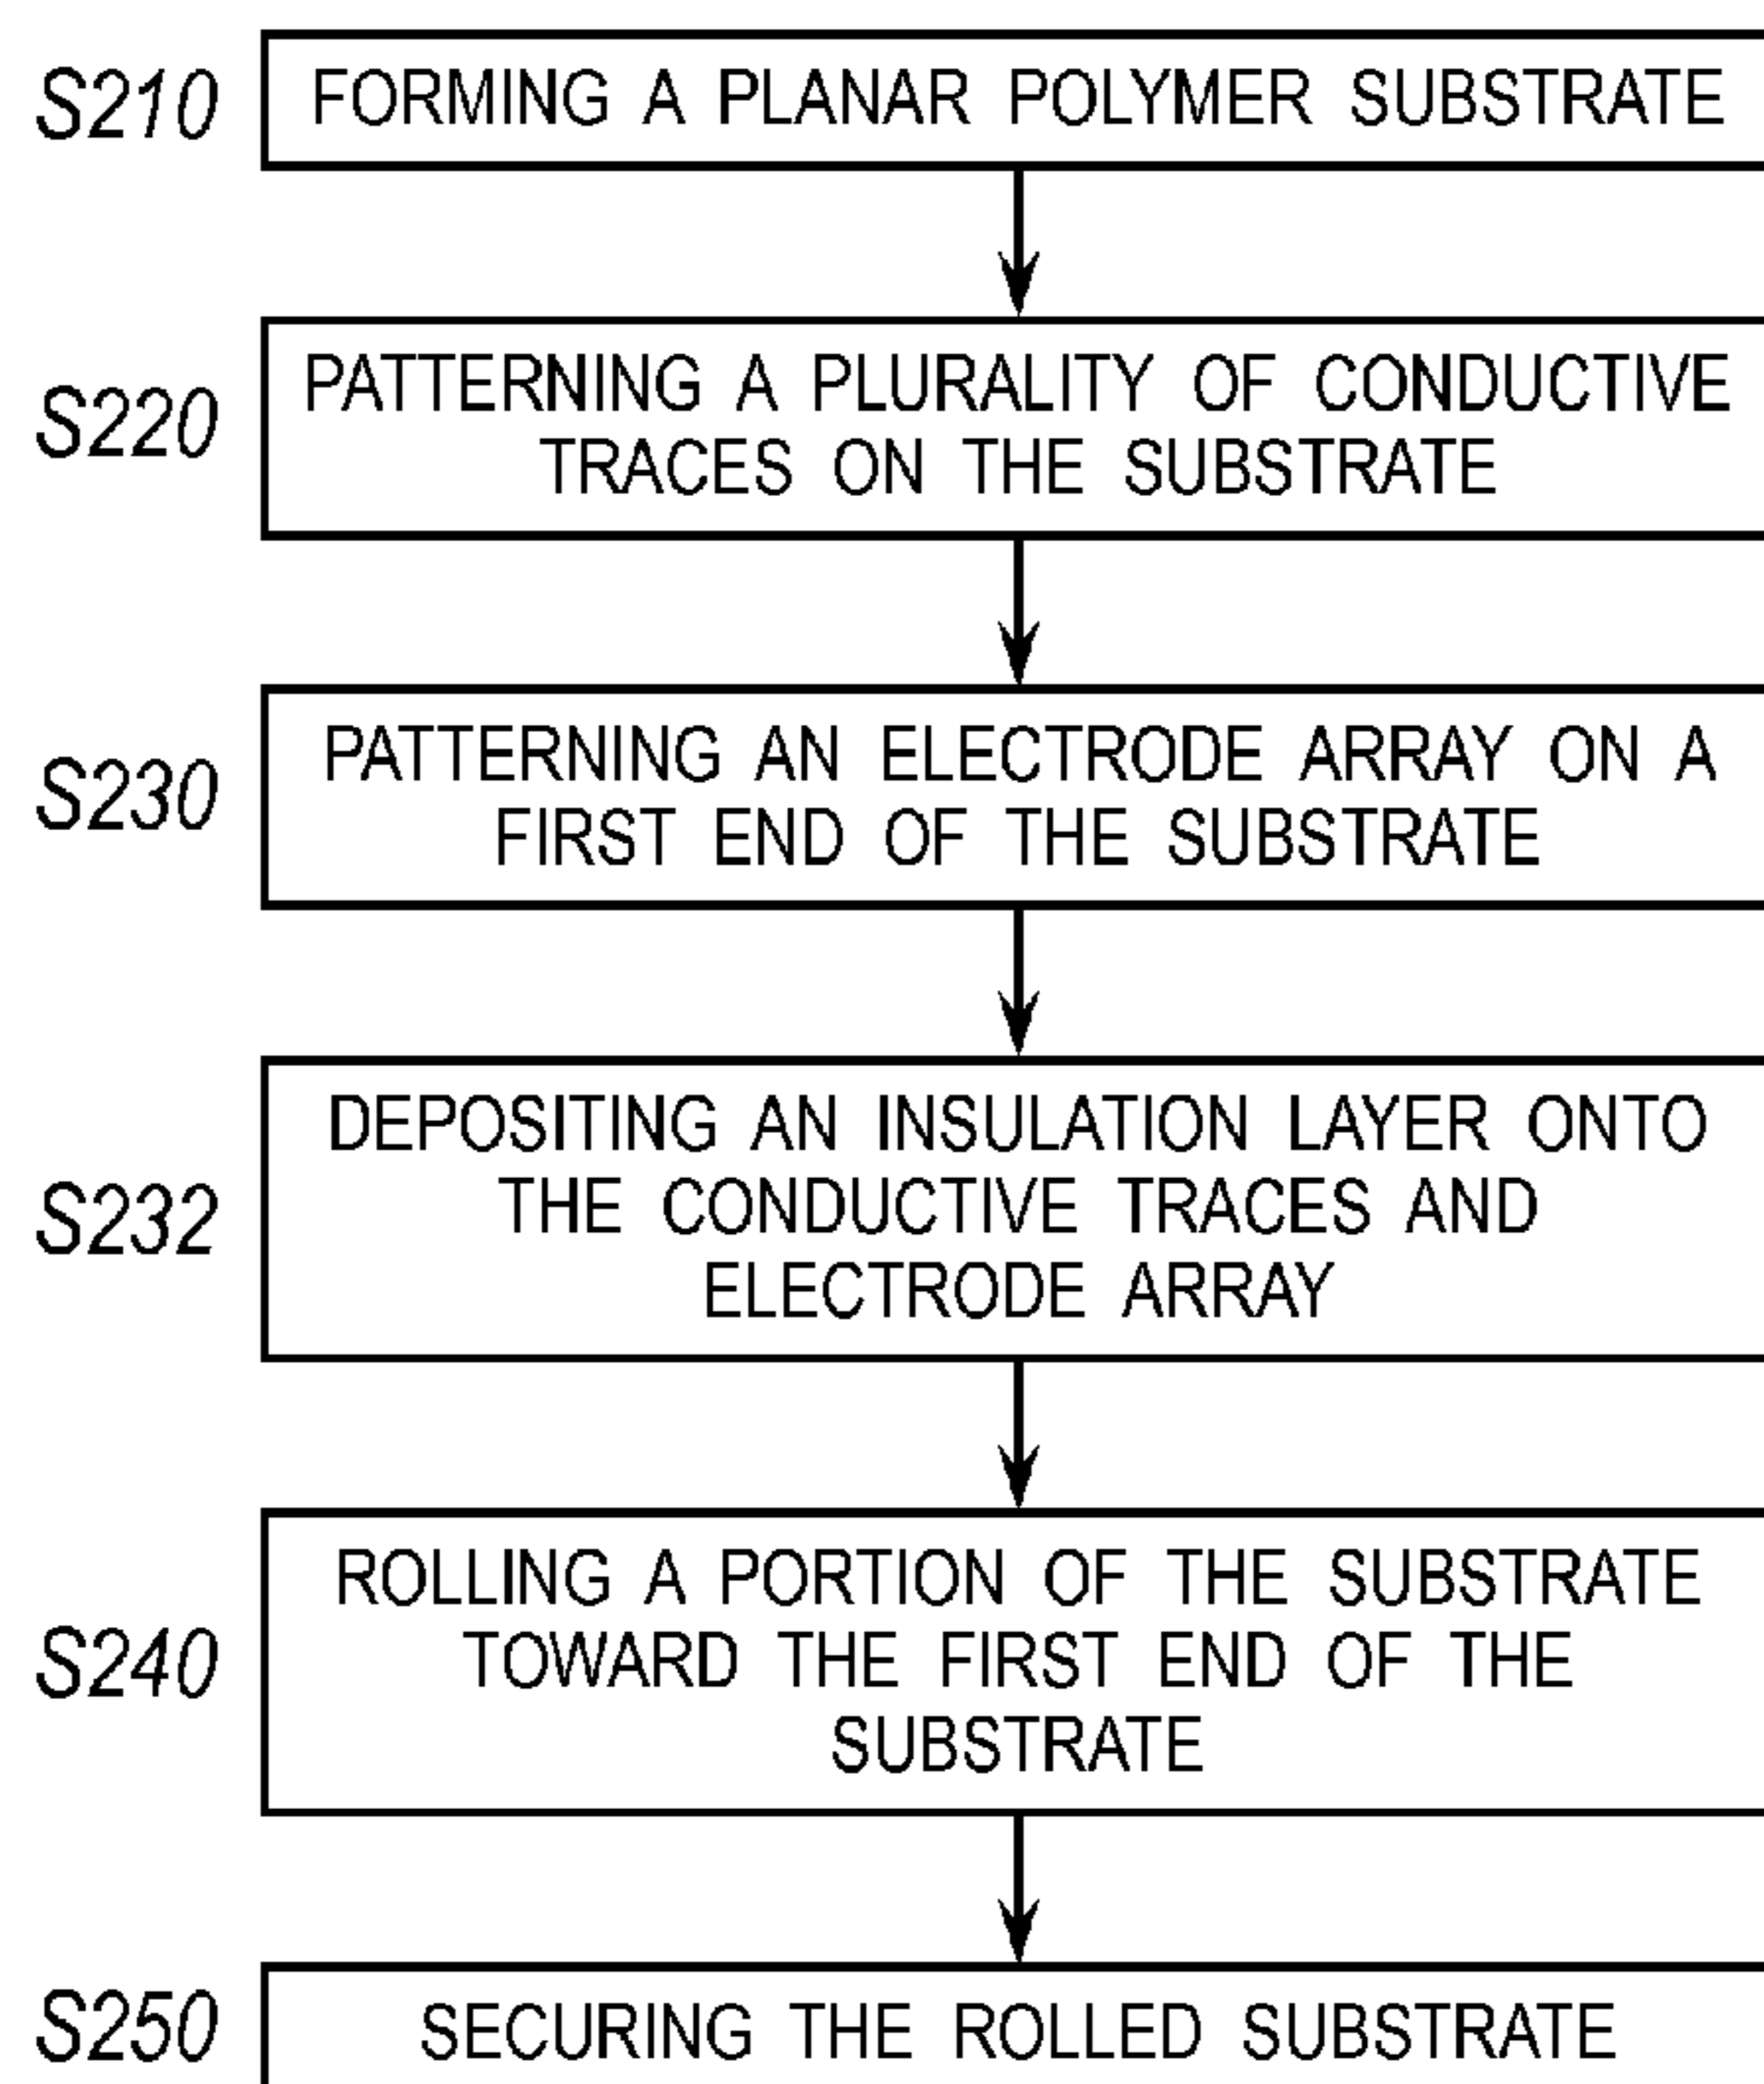 S210
FORMING A PLANAR POLYMER SUBSTRATE
S220
PATTERNING A PLURALITY OF CONDUCTIVE
TRACES ON THE SUBSTRATE
S230
PATTERNING AN ELECTRODE ARRAY ON A
FIRST END OF THE SUBSTRATE
S232
DEPOSITING AN INSULATION LAYER ONTO
THE CONDUCTIVE TRACES AND
ELECTRODE ARRAY
S240
ROLLING A PORTION OF THE SUBSTRATE
TOWARD THE FIRST END OF THE
SUBSTRATE
S250
SECURING THE ROLLED SUBSTRATE